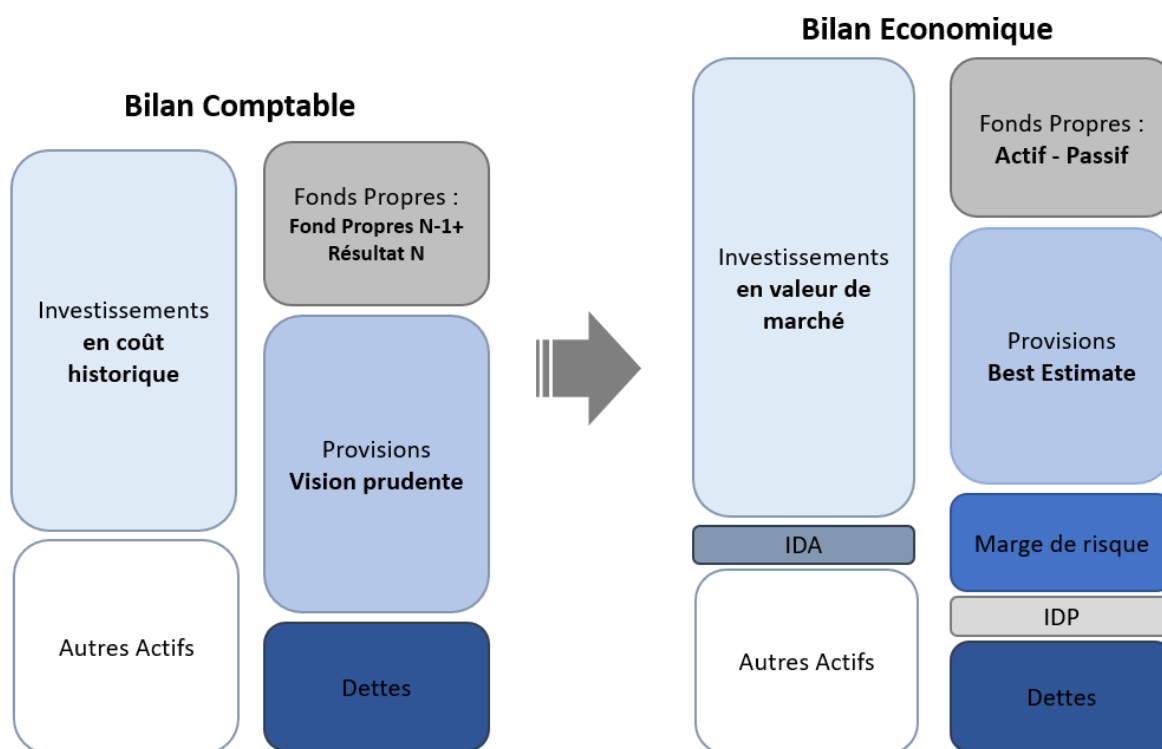 Bilan Comptable
Investissements
en coût
historique
Autres Actifs
Fonds Propres :
Fond Propres N-1+
Résultat N
Provisions
Vision prudente
Dettes
Bilan Economique
Investissements
en valeur de
marché
IDA
Autres Actifs
Fonds Propres :
Actif - Passif
Provisions
Best Estimate
Marge de risque
IDP
Dettes